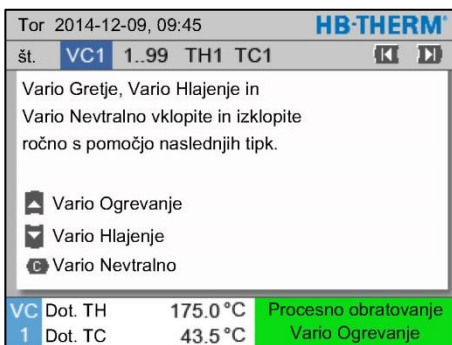 Tor 2014-12-09, 09:45 HB-THERM®
št. VC1 1..99 TH1 TC1
Vario Gretje, Vario Hlajenje in
Vario Nevtralno vklopite in izklopite
ročno s pomočjo naslednjih tipk.
Vario Ogrevanje
Vario Hlajenje
C Vario Nevtralno
VC Dot. TH 175.0 °C Procesno obratovanje
1 Dot. TC 43.5 °C Vario Ogrevanje